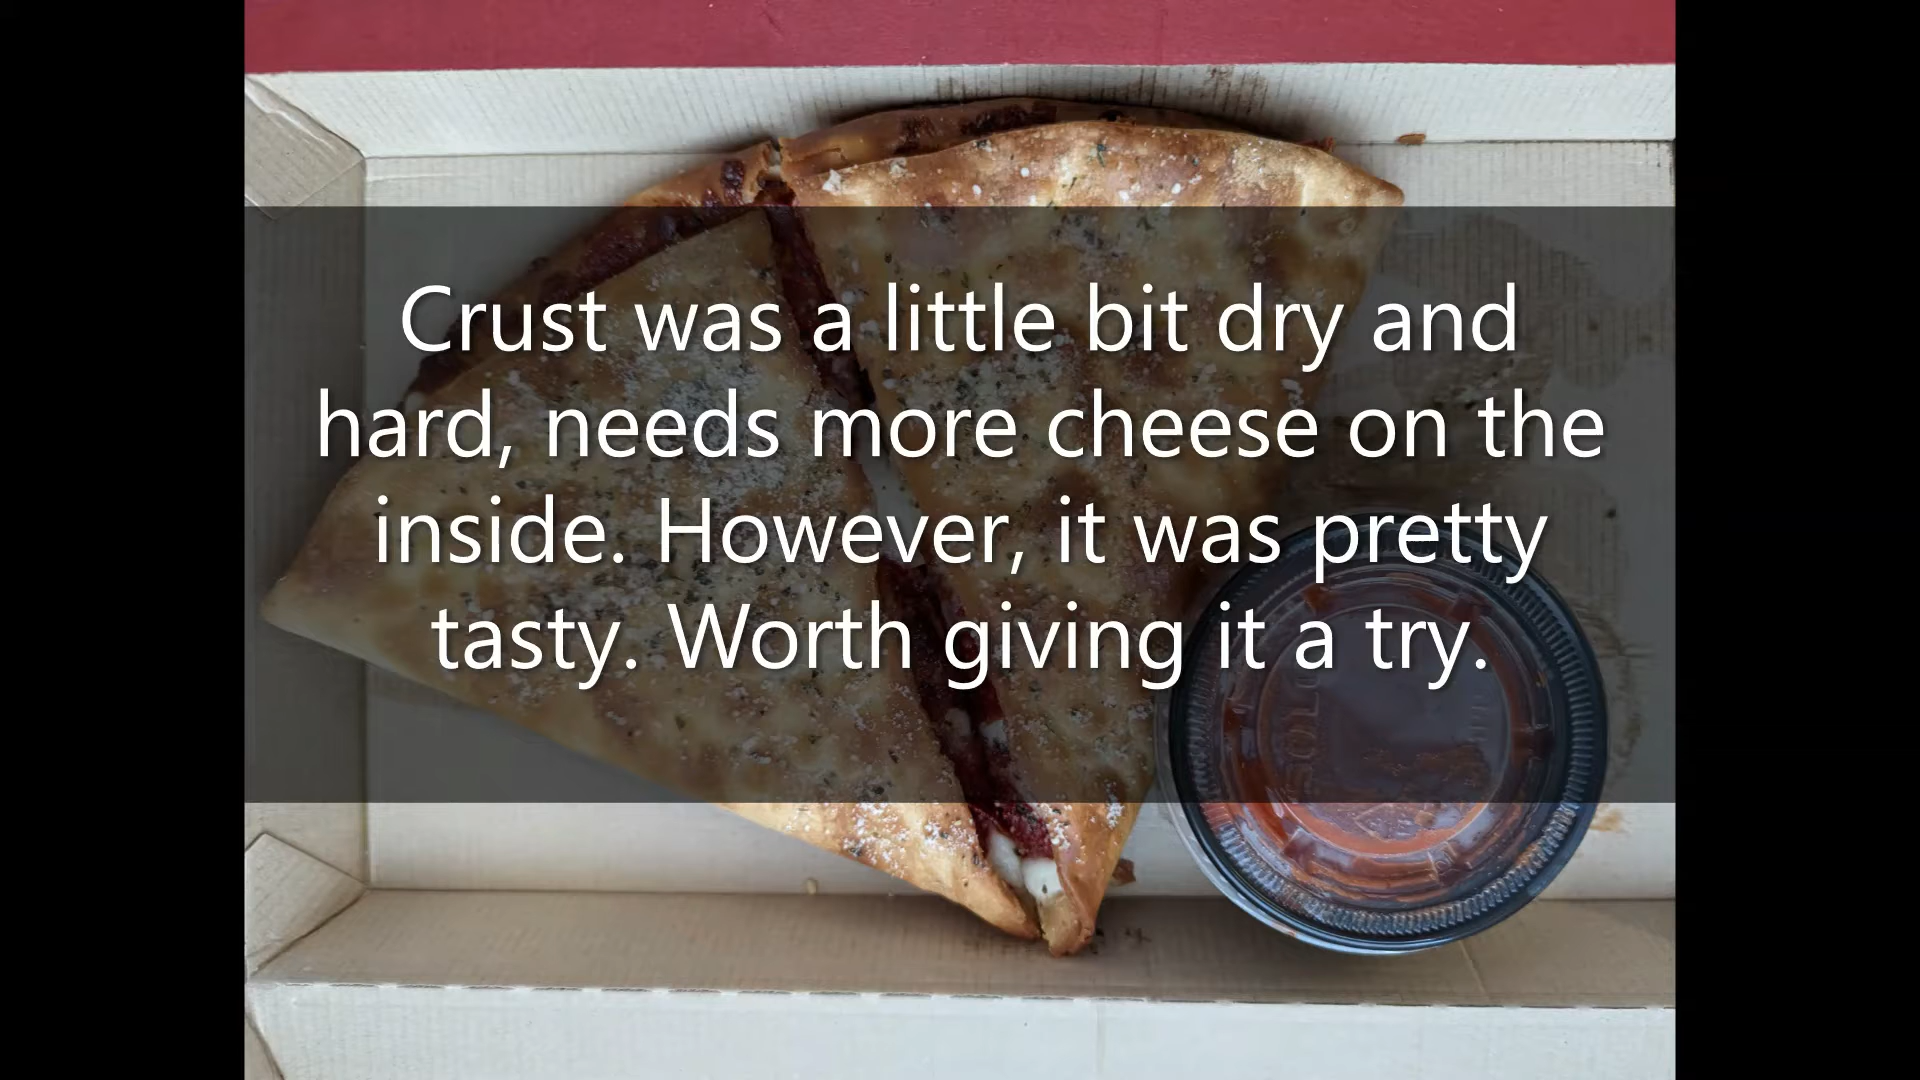 Crust was a little bit dry and
hard, needs more cheese on the
inside. However, it was pretty
tasty. Worth giving it a try.
SOLO